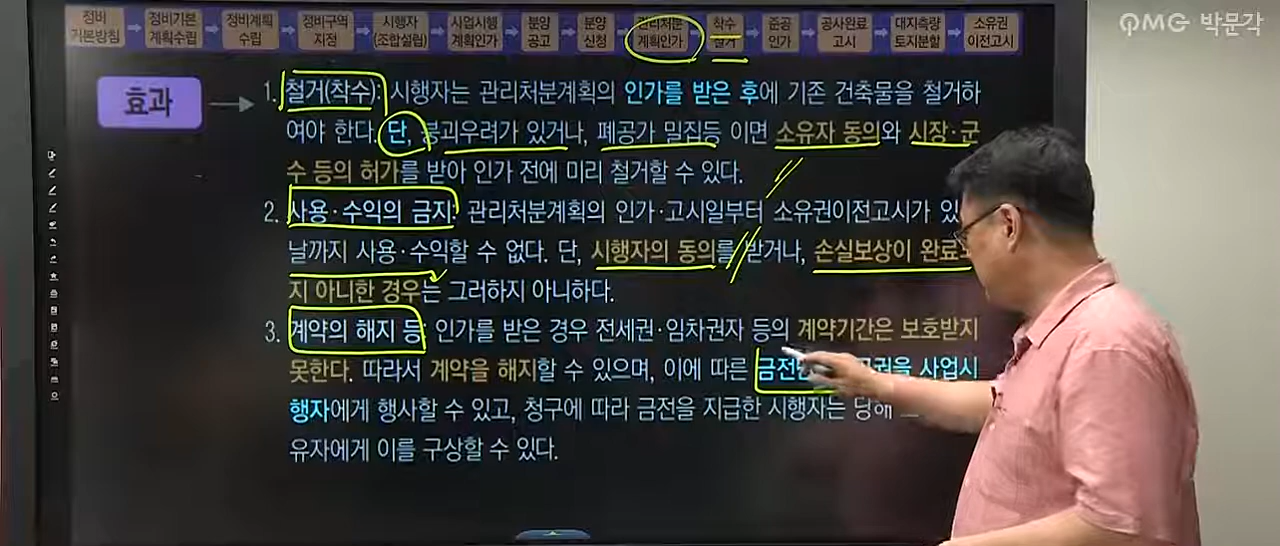 정비 기본방침 → 정비기본 계획수립 → 정비계획 수립 → 정비구역 지정 → 시행자 (조합설립) → 사업시행 계획인가 → 분양 공고 → 분양 신청 → 관리처분 계획인가 → 착수 철거 → 준공 인가 → 공사완료 고시 → 대지측량 토지분할 → 소유권 이전고시
QMG 박문각
효과
1. 철거(착수): 시행자는 관리처분계획의 인가를 받은 후에 기존 건축물을 철거하
여야 한다. 단, 붕괴우려가 있거나, 폐공가 밀집등 이면 소유자 동의와 시장·군
수 등의 허가를 받아 인가 전에 미리 철거할 수 있다.
2. 사용·수익의 금지: 관리처분계획의 인가·고시일부터 소유권이전고시가
날까지 사용·수익할 수 없다. 단, 시행자의 동의를 받거나, 손실보상이 완료
지 아니한 경우는 그러하지 아니하다.
3. 계약의 해지 등: 인가를 받은 경우 전세권·임차권자 등의 계약기간은 보호받지
못한다. 따라서 계약을 해지할 수 있으며, 이에 따른 금전 사업시
행자에게 행사할 수 있고, 청구에 따라 금전을 지급한 시행자는 당해
유자에게 이를 구상할 수 있다.